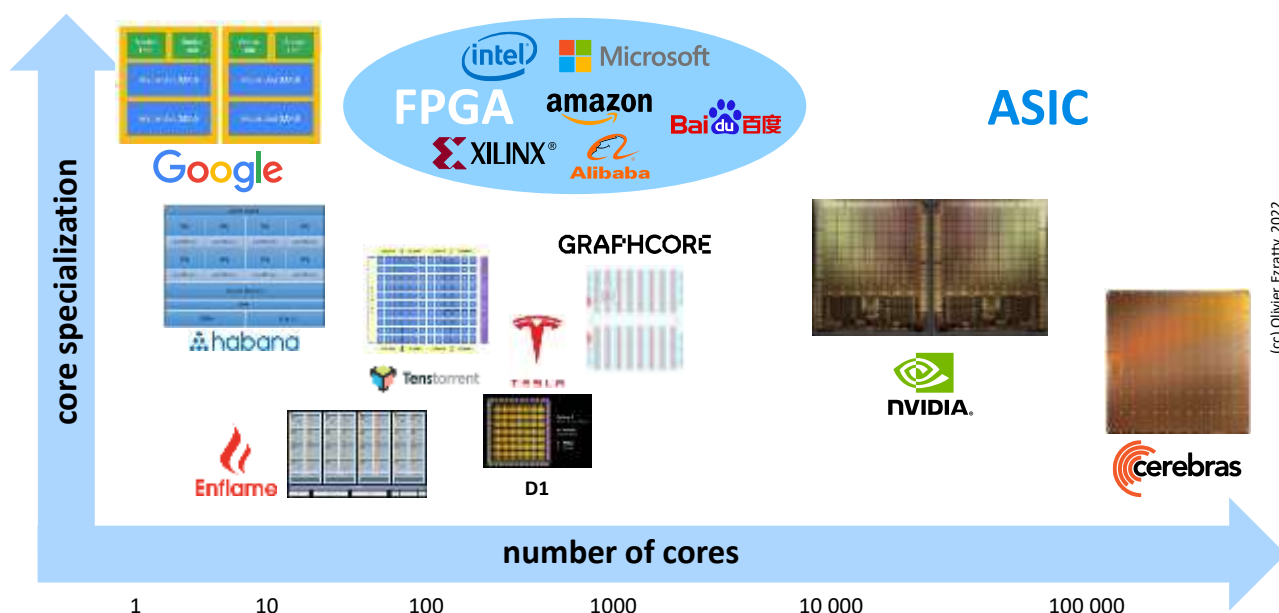 intel
Microsoft
FPGA
amazon
Bai du 百度
XILINX®
Alibaba
ASIC
Google
core specialization
GRAPHCORE
habana
Tenstorrent
TESLA
NVIDIA.
cerebras
Enflame
D1
(cc) Olivier Ezratty, 2022
number of cores
1 10 100 1000 10 000 100 000